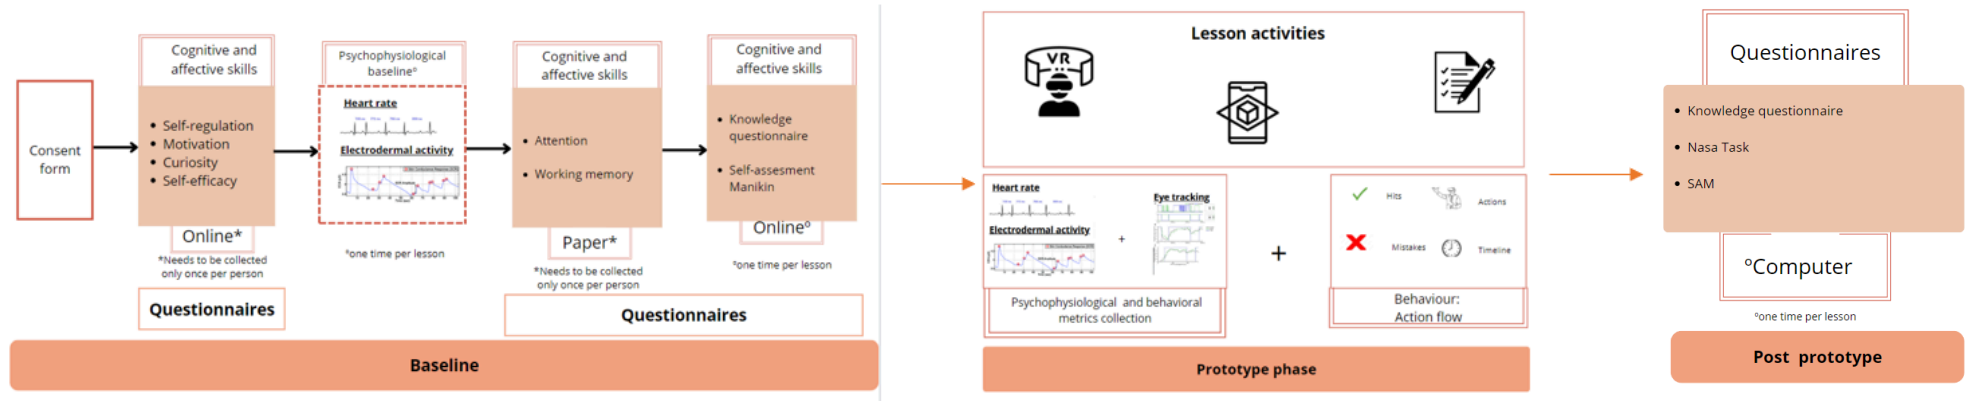 Consent
form
Cognitive and
affective skills
• Self-regulation
• Motivation
• Curiosity
• Self-efficacy
Online*
*Needs to be collected
only once per person
Questionnaires
Psychophysiological
baseline°
Heart rate
Electrodermal activity
°one time per lesson
Cognitive and
affective skills
• Attention
• Working memory
Paper*
*Needs to be collected
only once per person
Cognitive and
affective skills
• Knowledge
questionnaire
• Self-assesment
Manikin
Online°
°one time per lesson
Questionnaires
Baseline
Lesson activities
VR
Heart rate
Electrodermal activity
+
Eye tracking
Psychophysiological and behavioral
metrics collection
+
Hits
Actions
Mistakes
Timeline
Behaviour:
Action flow
Prototype phase
Questionnaires
• Knowledge questionnaire
• Nasa Task
• SAM
°Computer
°one time per lesson
Post prototype